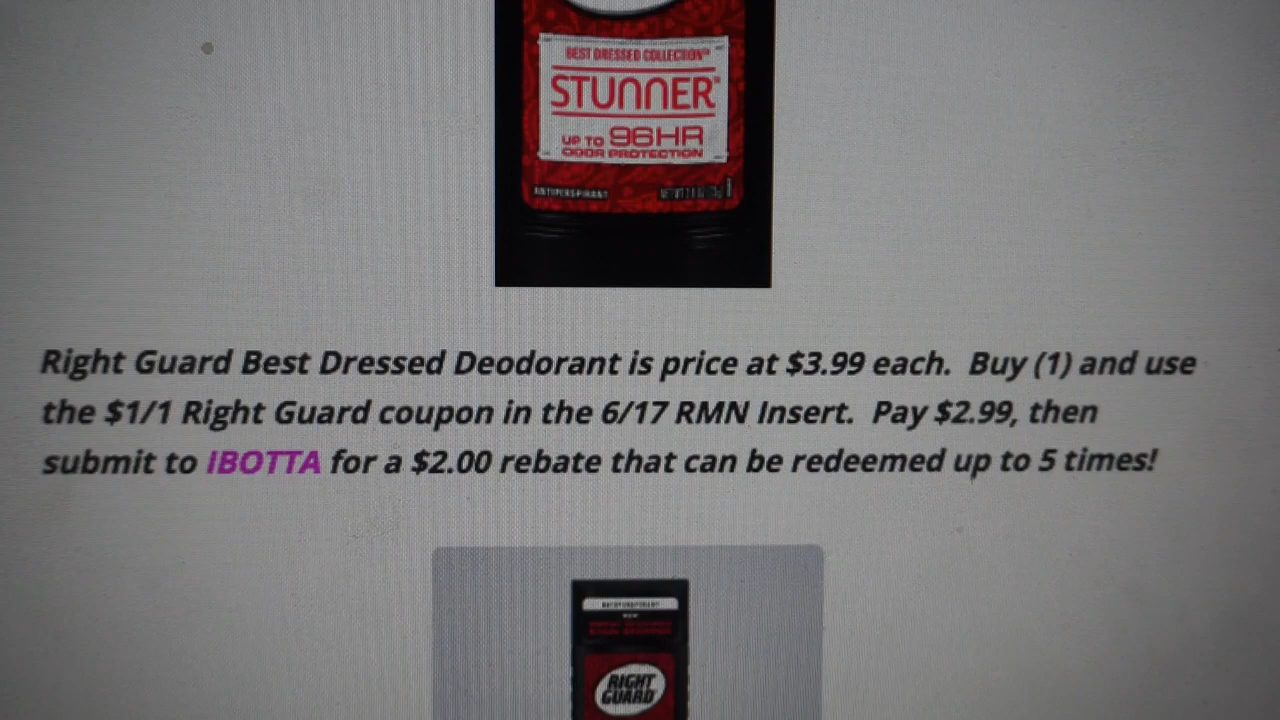 BEST DRESSED COLLECTION™
STUNNER™
UP TO 96HR
ODOR PROTECTION
ANTIPERSPIRANT
Right Guard Best Dressed Deodorant is price at $3.99 each. Buy (1) and use
the $1/1 Right Guard coupon in the 6/17 RMN Insert. Pay $2.99, then
submit to IBOTTA for a $2.00 rebate that can be redeemed up to 5 times!
ANTIPERSPIRANT
RIGHT
GUARD